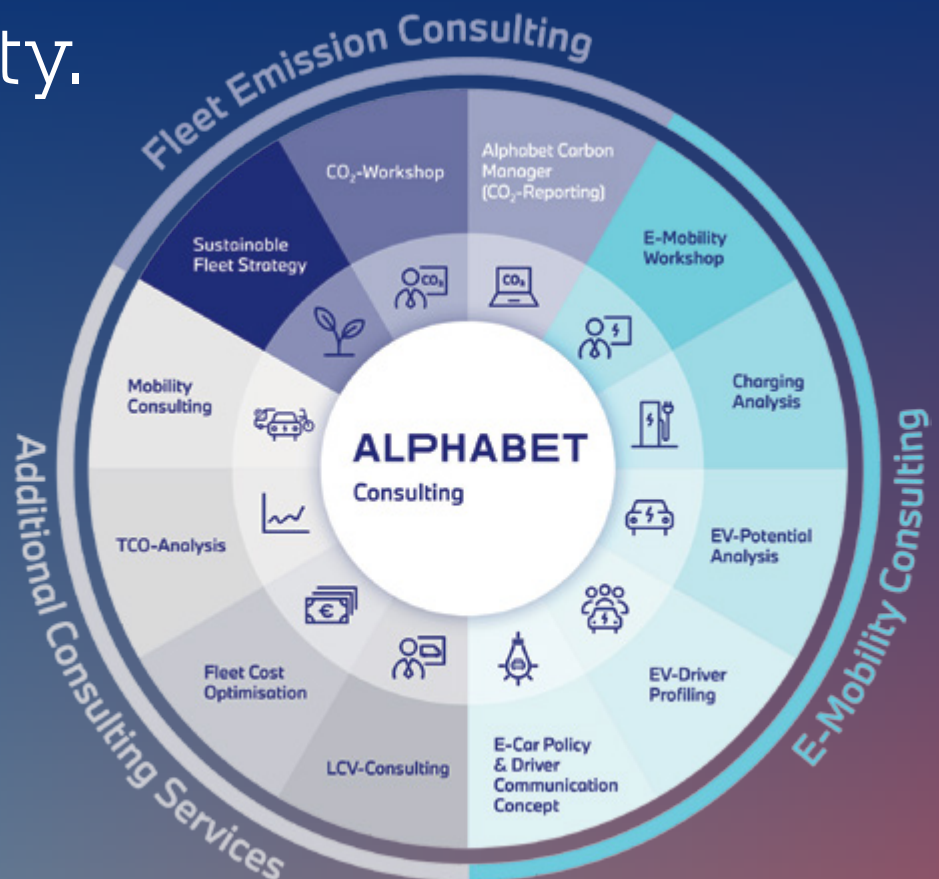 ty.
Fleet Emission Consulting
CO₂-Workshop
Alphabet Carbon
Manager
(CO₂-Reporting)
Sustainable
Fleet Strategy
E-Mobility
Workshop
CO₂
CO₂
Mobility
Consulting
Charging
Analysis
ALPHABET
Consulting
TCO-Analysis
EV-Potential
Analysis
€
Fleet Cost
Optimisation
EV-Driver
Profiling
LCV-Consulting
E-Car Policy
& Driver
Communication
Concept
Additional Consulting Services
E-Mobility Consulting